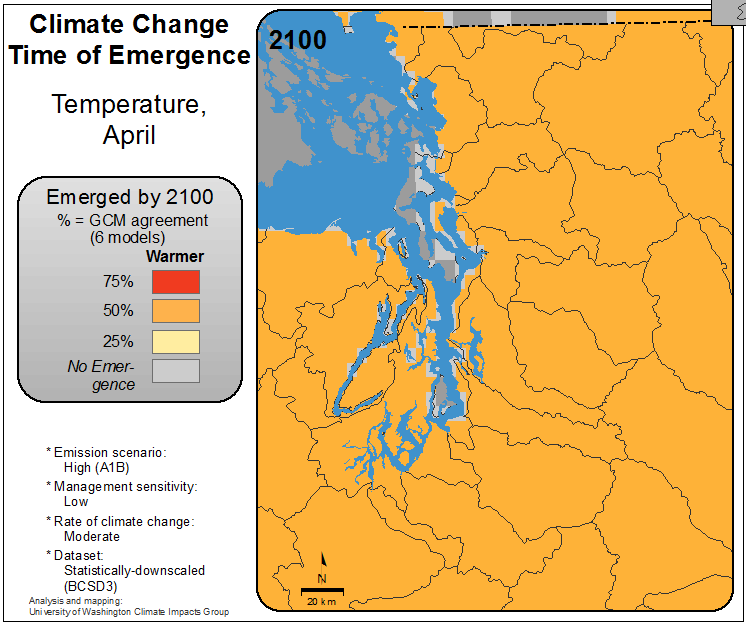 Climate Change
Time of Emergence
Temperature,
April
Emerged by 2100
% = GCM agreement
(6 models)
Warmer
75%
50%
25%
No Emer-
gence
* Emission scenario:
High (A1B)
* Management sensitivity:
Low
* Rate of climate change:
Moderate
* Dataset:
Statistically-downscaled
(BCSD3)
Analysis and mapping:
University of Washington Climate Impacts Group
2100
N
20 km